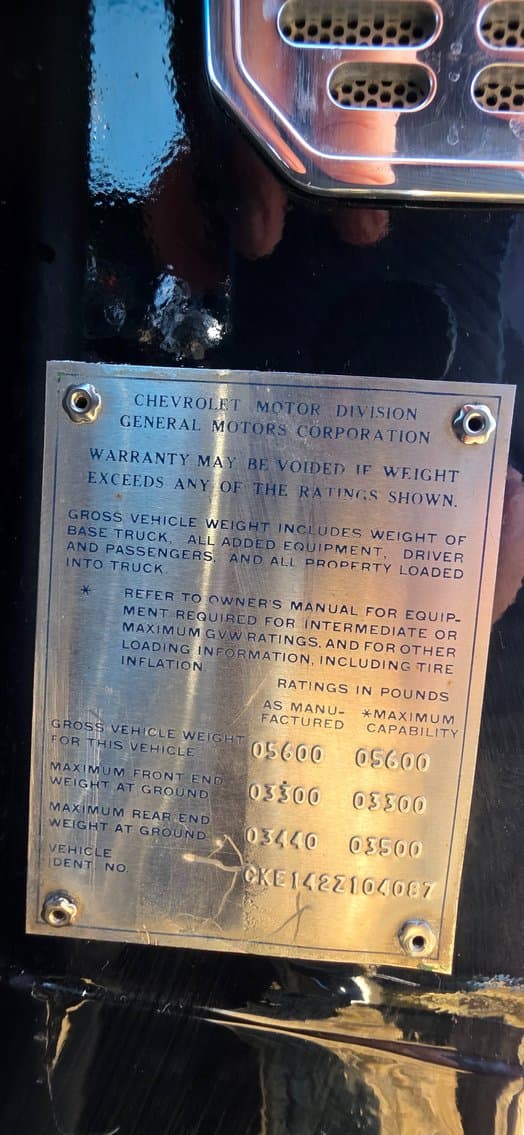 CHEVROLET MOTOR DIVISION
GENERAL MOTORS CORPORATION
WARRANTY MAY BE VOIDED IF WEIGHT
EXCEEDS ANY OF THE RATINGS SHOWN.
GROSS VEHICLE WEIGHT INCLUDES WEIGHT OF
BASE TRUCK, ALL ADDED EQUIPMENT, DRIVER
AND PASSENGERS, AND ALL PROPERTY LOADED
INTO TRUCK.
* REFER TO OWNER'S MANUAL FOR EQUIP-
MENT REQUIRED FOR INTERMEDIATE OR
MAXIMUM GVW RATINGS, AND FOR OTHER
LOADING INFORMATION, INCLUDING TIRE
INFLATION.
RATINGS IN POUNDS
AS MANU- *MAXIMUM
FACTURED CAPABILITY
GROSS VEHICLE WEIGHT
FOR THIS VEHICLE 05600 05600
MAXIMUM FRONT END
WEIGHT AT GROUND 03300 03300
MAXIMUM REAR END
WEIGHT AT GROUND 03440 03500
VEHICLE
IDENT. NO. CKE142Z104087